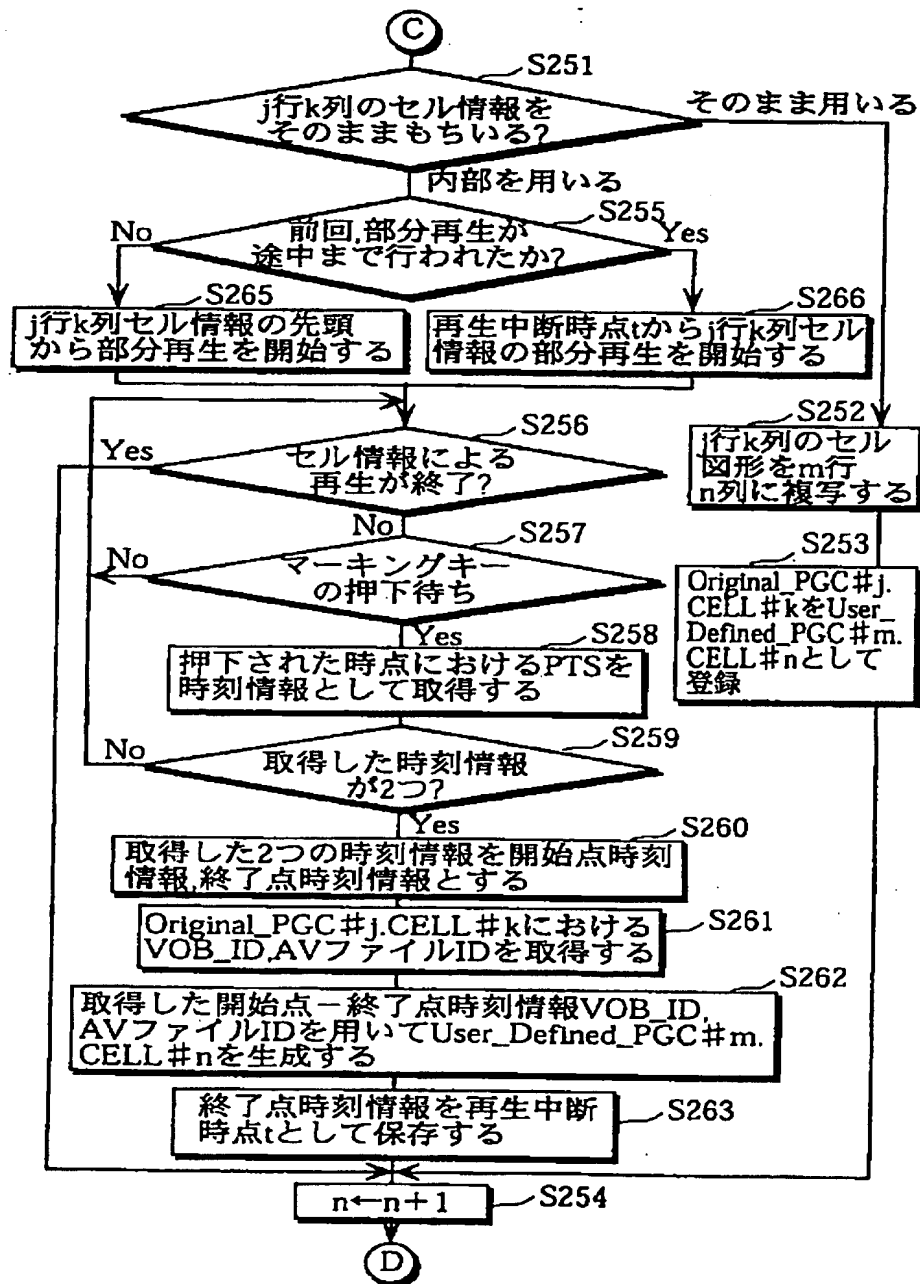 C
S251
j行k列のセル情報を
そのままもちいる?
そのまま用いる
内部を用いる
S255
前回,部分再生が
途中まで行われたか?
No
Yes
S265
j行k列セル情報の先頭
から部分再生を開始する
S266
再生中断時点tからj行k列セル
情報の部分再生を開始する
S256
セル情報による
再生が終了?
Yes
No
S252
j行k列のセル
図形をm行
n列に複写する
S257
マーキングキー
の押下待ち
No
Yes
S253
Original_PGC#j.
CELL#kをUser_
Defined_PGC#m.
CELL#nとして
登録
S258
押下された時点におけるPTSを
時刻情報として取得する
S259
取得した時刻情報
が2つ?
No
Yes
S260
取得した2つの時刻情報を開始点時刻
情報,終了点時刻情報とする
S261
Original_PGC#j.CELL#kにおける
VOB_ID,AVファイルIDを取得する
S262
取得した開始点-終了点時刻情報VOB_ID,
AVファイルIDを用いてUser_Defined_PGC#m.
CELL#nを生成する
S263
終了点時刻情報を再生中断
時点tとして保存する
S254
n←n+1
D